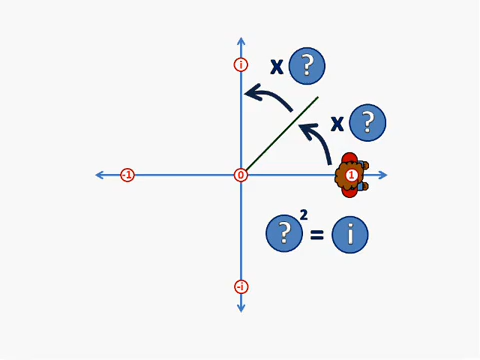 i
x ?
x ?
-1
0
1
?² = i
-i